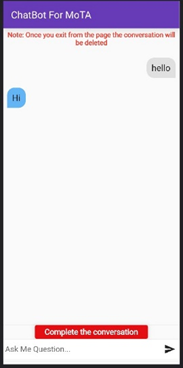 ChatBot For MoTA
Note: Once you exit from the page the conversation will
be deleted
hello
Hi
Complete the conversation
Ask Me Question...